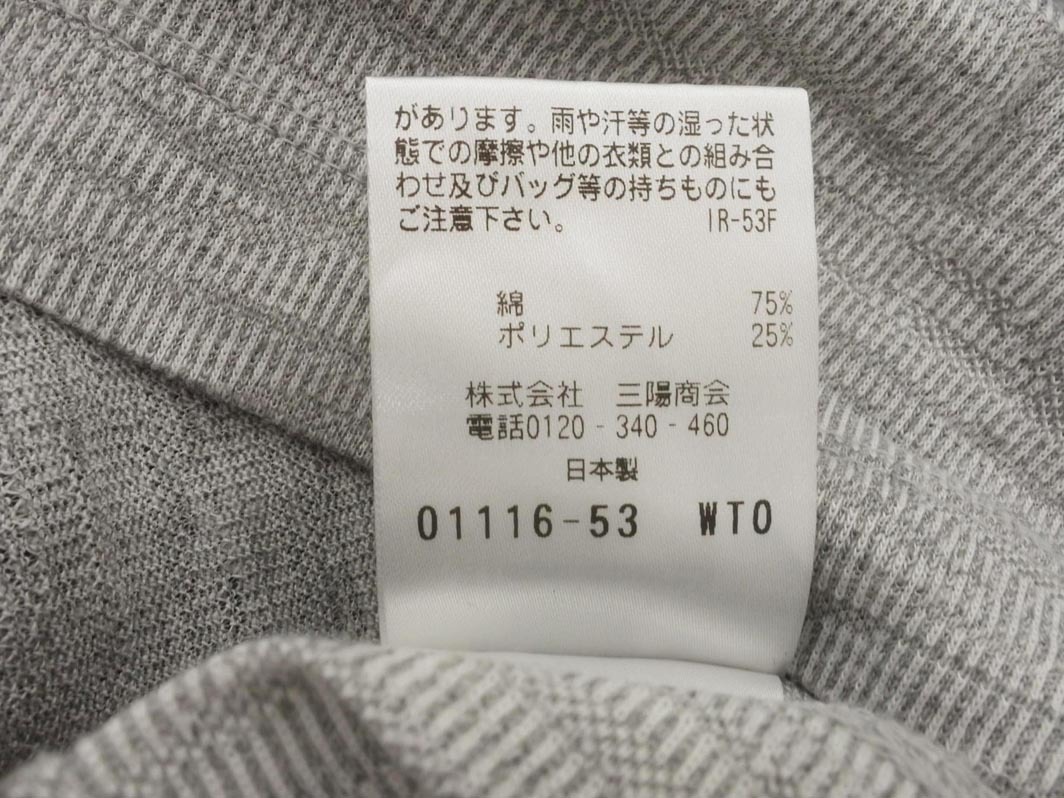 があります。雨や汗等の湿った状
態での摩擦や他の衣類との組み合
わせ及びバッグ等の持ちものにも
ご注意下さい。 IR-53F
綿 75%
ポリエステル 25%
株式会社 三陽商会
電話0120-340-460
日本製
01116-53 WTO